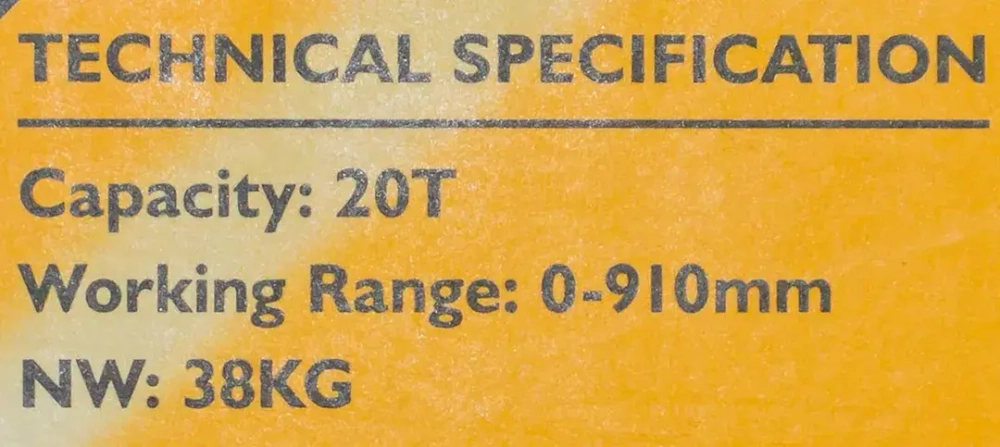 TECHNICAL SPECIFICATION
Capacity: 20T
Working Range: 0-910mm
NW: 38KG